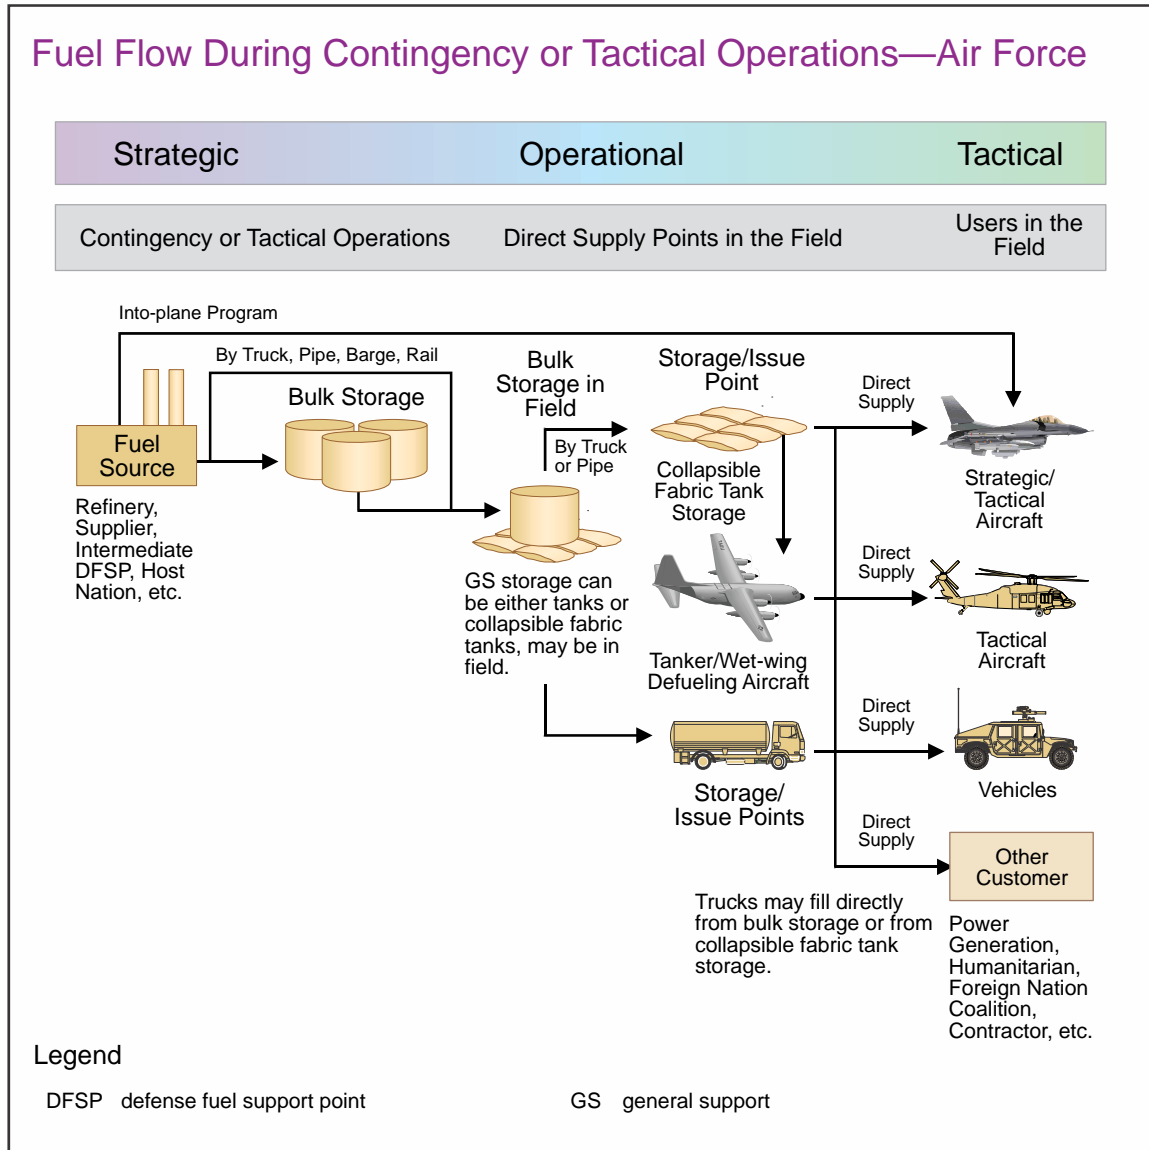 Fuel Flow During Contingency or Tactical Operations—Air Force
Strategic
Operational
Tactical
Contingency or Tactical Operations
Direct Supply Points in the Field
Users in the
Field
Into-plane Program
By Truck, Pipe, Barge, Rail
Bulk Storage
Fuel
Source
Refinery,
Supplier,
Intermediate
DFSP, Host
Nation, etc.
Bulk
Storage in
Field
By Truck
or Pipe
GS storage can
be either tanks or
collapsible fabric
tanks, may be in
field.
Storage/Issue
Point
Collapsible
Fabric Tank
Storage
Tanker/Wet-wing
Defueling Aircraft
Storage/
Issue Points
Trucks may fill directly
from bulk storage or from
collapsible fabric tank
storage.
Direct
Supply
Strategic/
Tactical
Aircraft
Direct
Supply
Tactical
Aircraft
Direct
Supply
Vehicles
Direct
Supply
Other
Customer
Power
Generation,
Humanitarian,
Foreign Nation
Coalition,
Contractor, etc.
Legend
DFSP defense fuel support point
GS general support